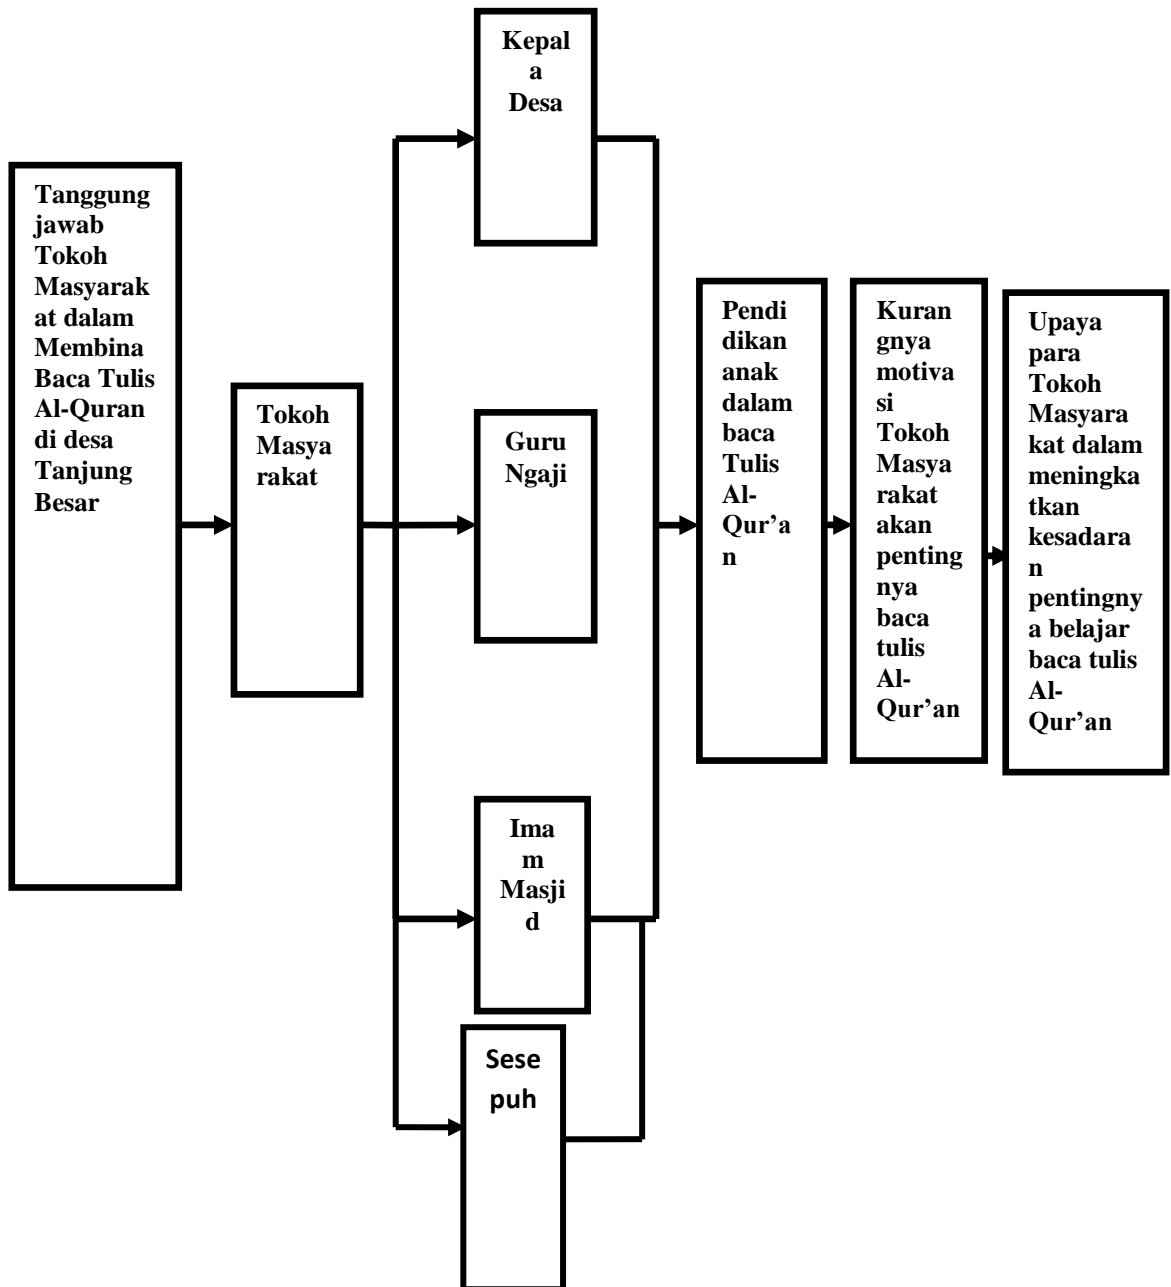 Tanggung
jawab
Tokoh
Masyarak
at dalam
Membina
Baca Tulis
Al-Quran
di desa
Tanjung
Besar
Tokoh
Masya
rakat
Kepal
a
Desa
Guru
Ngaji
Ima
m
Masji
d
Sese
puh
Pendi
dikan
anak
dalam
baca
Tulis
Al-
Qur’a
n
Kuran
gnya
motiva
si
Tokoh
Masya
rakat
akan
penting
nya
baca
tulis
Al-
Qur’an
Upaya
para
Tokoh
Masyara
kat dalam
meningka
tkan
kesadara
n
pentingny
a belajar
baca tulis
Al-
Qur’an